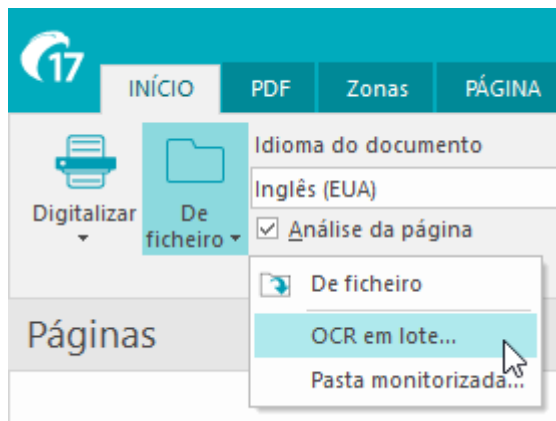 17
INÍCIO PDF Zonas PÁGINA
Idioma do documento
Inglês (EUA)
Digitalizar
De ficheiro
Análise da página
De ficheiro
OCR em lote...
Pasta monitorizada...
Páginas